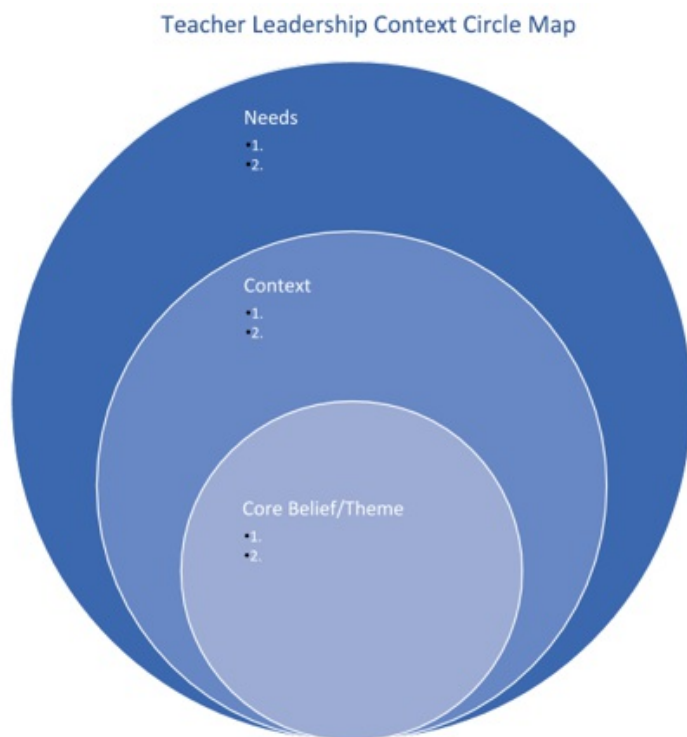 Teacher Leadership Context Circle Map
Needs
•1.
•2.
Context
•1.
•2.
Core Belief/Theme
•1.
•2.